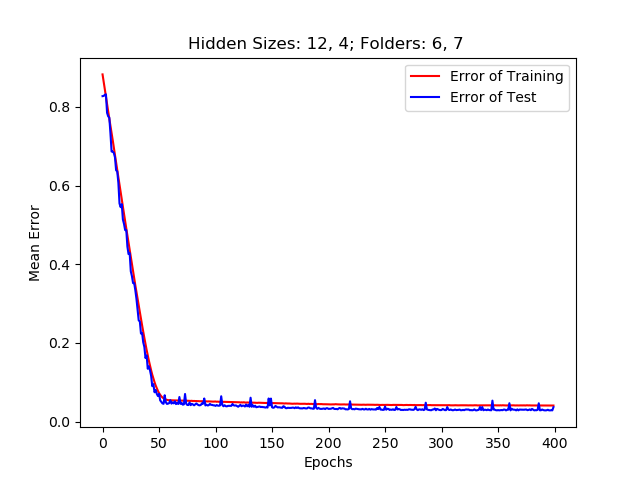 Hidden Sizes: 12, 4; Folders: 6, 7
Error of Training
Error of Test
Mean Error
0.8
0.6
0.4
0.2
0.0
0 50 100 150 200 250 300 350 400
Epochs